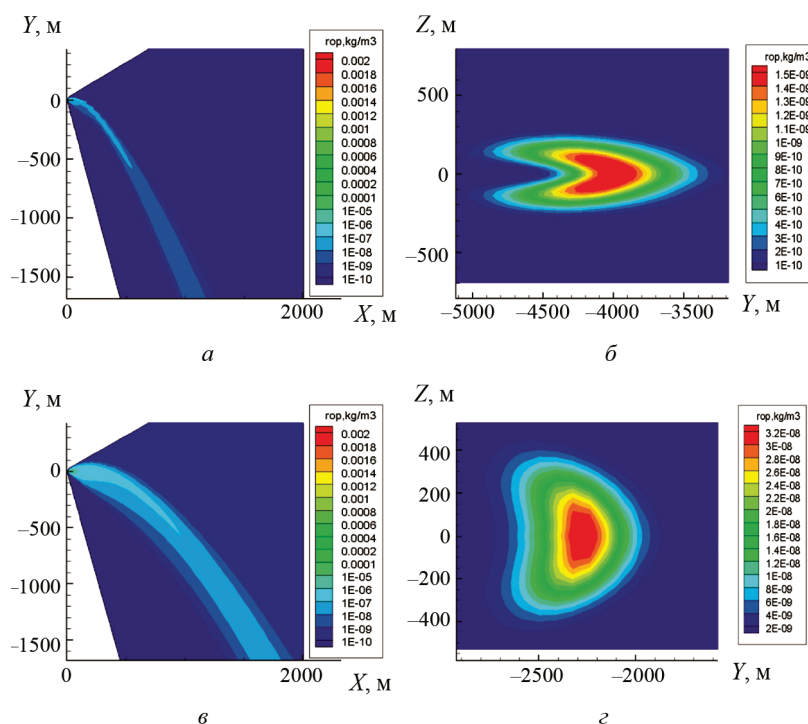 Y, м
rop,kg/m3
0.002
0.0018
0.0016
0.0014
0.0012
0.001
0.0008
0.0006
0.0004
0.0002
0.0001
1E-05
1E-06
1E-07
1E-08
1E-09
1E-10
0
–500
–1000
–1500
0
2000
X, м
а
Z, м
rop,kg/m3
1.5E-09
1.4E-09
1.3E-09
1.2E-09
1.1E-09
1E-09
9E-10
8E-10
7E-10
6E-10
5E-10
4E-10
3E-10
2E-10
1E-10
500
0
–500
–5000
–4500
–4000
–3500
Y, м
б
Y, м
rop,kg/m3
0.002
0.0018
0.0016
0.0014
0.0012
0.001
0.0008
0.0006
0.0004
0.0002
0.0001
1E-05
1E-06
1E-07
1E-08
1E-09
1E-10
0
–500
–1000
–1500
0
2000
X, м
в
Z, м
rop,kg/m3
3.2E-08
3E-08
2.8E-08
2.6E-08
2.4E-08
2.2E-08
2E-08
1.8E-08
1.6E-08
1.4E-08
1.2E-08
1E-08
8E-09
6E-09
4E-09
2E-09
400
200
0
–200
–400
–2500
–2000
Y, м
г